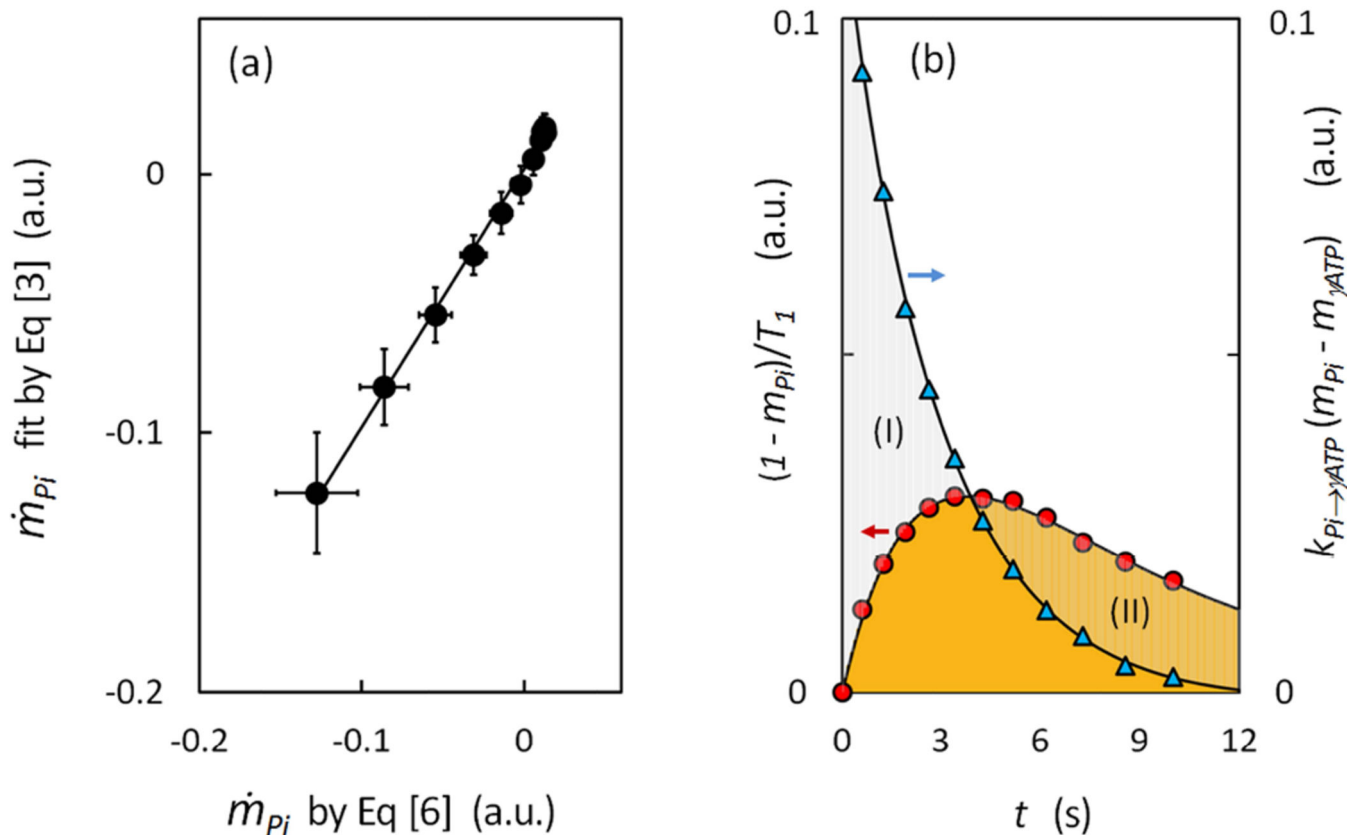 (a)
ṁPi fit by Eq [3] (a.u.)
0
-0.1
-0.2
-0.2 -0.1 0
ṁPi by Eq [6] (a.u.)
(b)
0.1 0.1
(1 - mPi)/T1 (a.u.)
kPi→γATP (mPi - mγATP) (a.u.)
(I)
(II)
0 0
0 3 6 9 12
t (s)